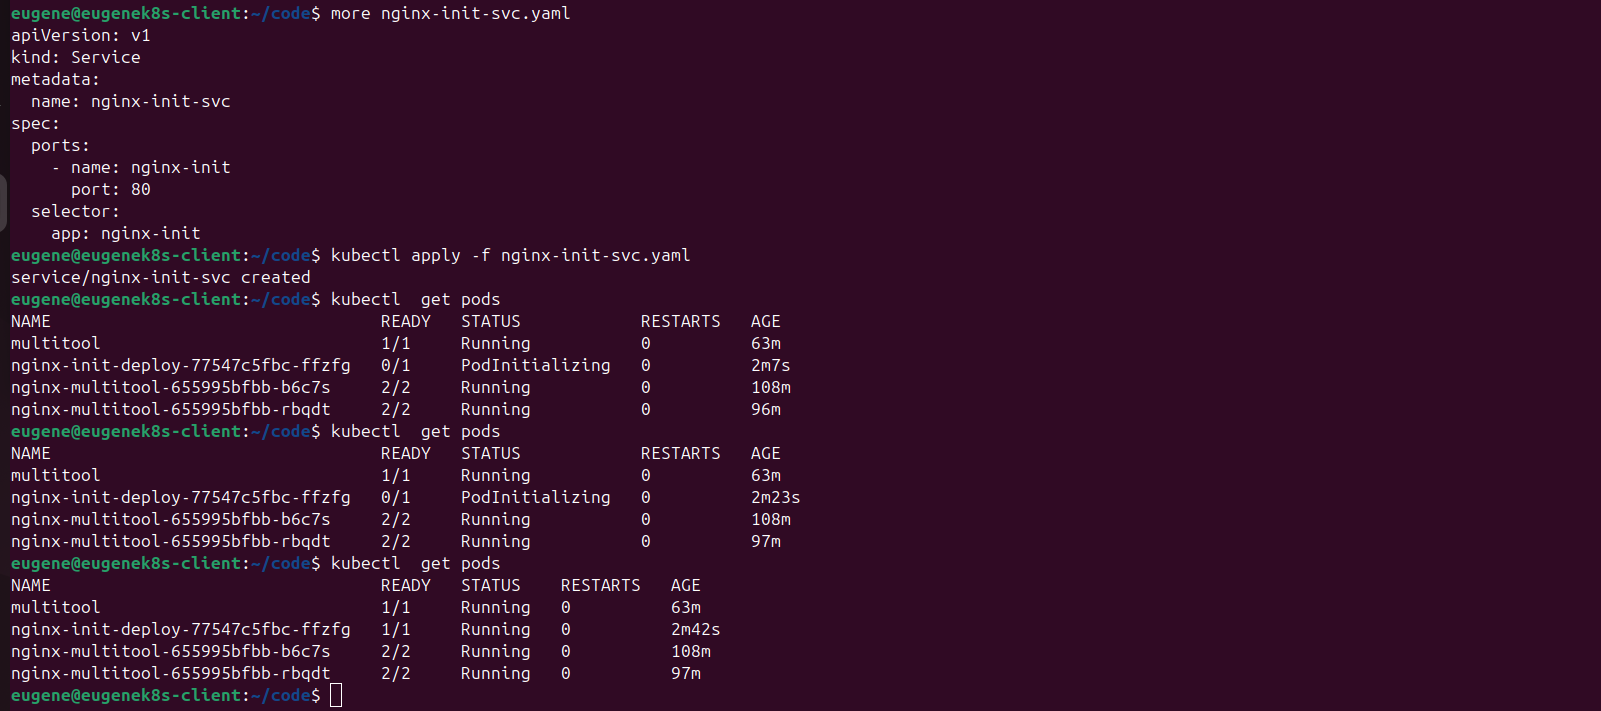 eugene@eugenek8s-client:~/code$ more nginx-init-svc.yaml
apiVersion: v1
kind: Service
metadata:
  name: nginx-init-svc
spec:
  ports:
    - name: nginx-init
      port: 80
  selector:
    app: nginx-init
eugene@eugenek8s-client:~/code$ kubectl apply -f nginx-init-svc.yaml
service/nginx-init-svc created
eugene@eugenek8s-client:~/code$ kubectl  get pods
NAME                                 READY   STATUS            RESTARTS   AGE
multitool                            1/1     Running           0          63m
nginx-init-deploy-77547c5fbc-ffzfg   0/1     PodInitializing   0          2m7s
nginx-multitool-655995bfbb-b6c7s     2/2     Running           0          108m
nginx-multitool-655995bfbb-rbqdt     2/2     Running           0          96m
eugene@eugenek8s-client:~/code$ kubectl  get pods
NAME                                 READY   STATUS            RESTARTS   AGE
multitool                            1/1     Running           0          63m
nginx-init-deploy-77547c5fbc-ffzfg   0/1     PodInitializing   0          2m23s
nginx-multitool-655995bfbb-b6c7s     2/2     Running           0          108m
nginx-multitool-655995bfbb-rbqdt     2/2     Running           0          97m
eugene@eugenek8s-client:~/code$ kubectl  get pods
NAME                                 READY   STATUS    RESTARTS   AGE
multitool                            1/1     Running   0          63m
nginx-init-deploy-77547c5fbc-ffzfg   1/1     Running   0          2m42s
nginx-multitool-655995bfbb-b6c7s     2/2     Running   0          108m
nginx-multitool-655995bfbb-rbqdt     2/2     Running   0          97m
eugene@eugenek8s-client:~/code$